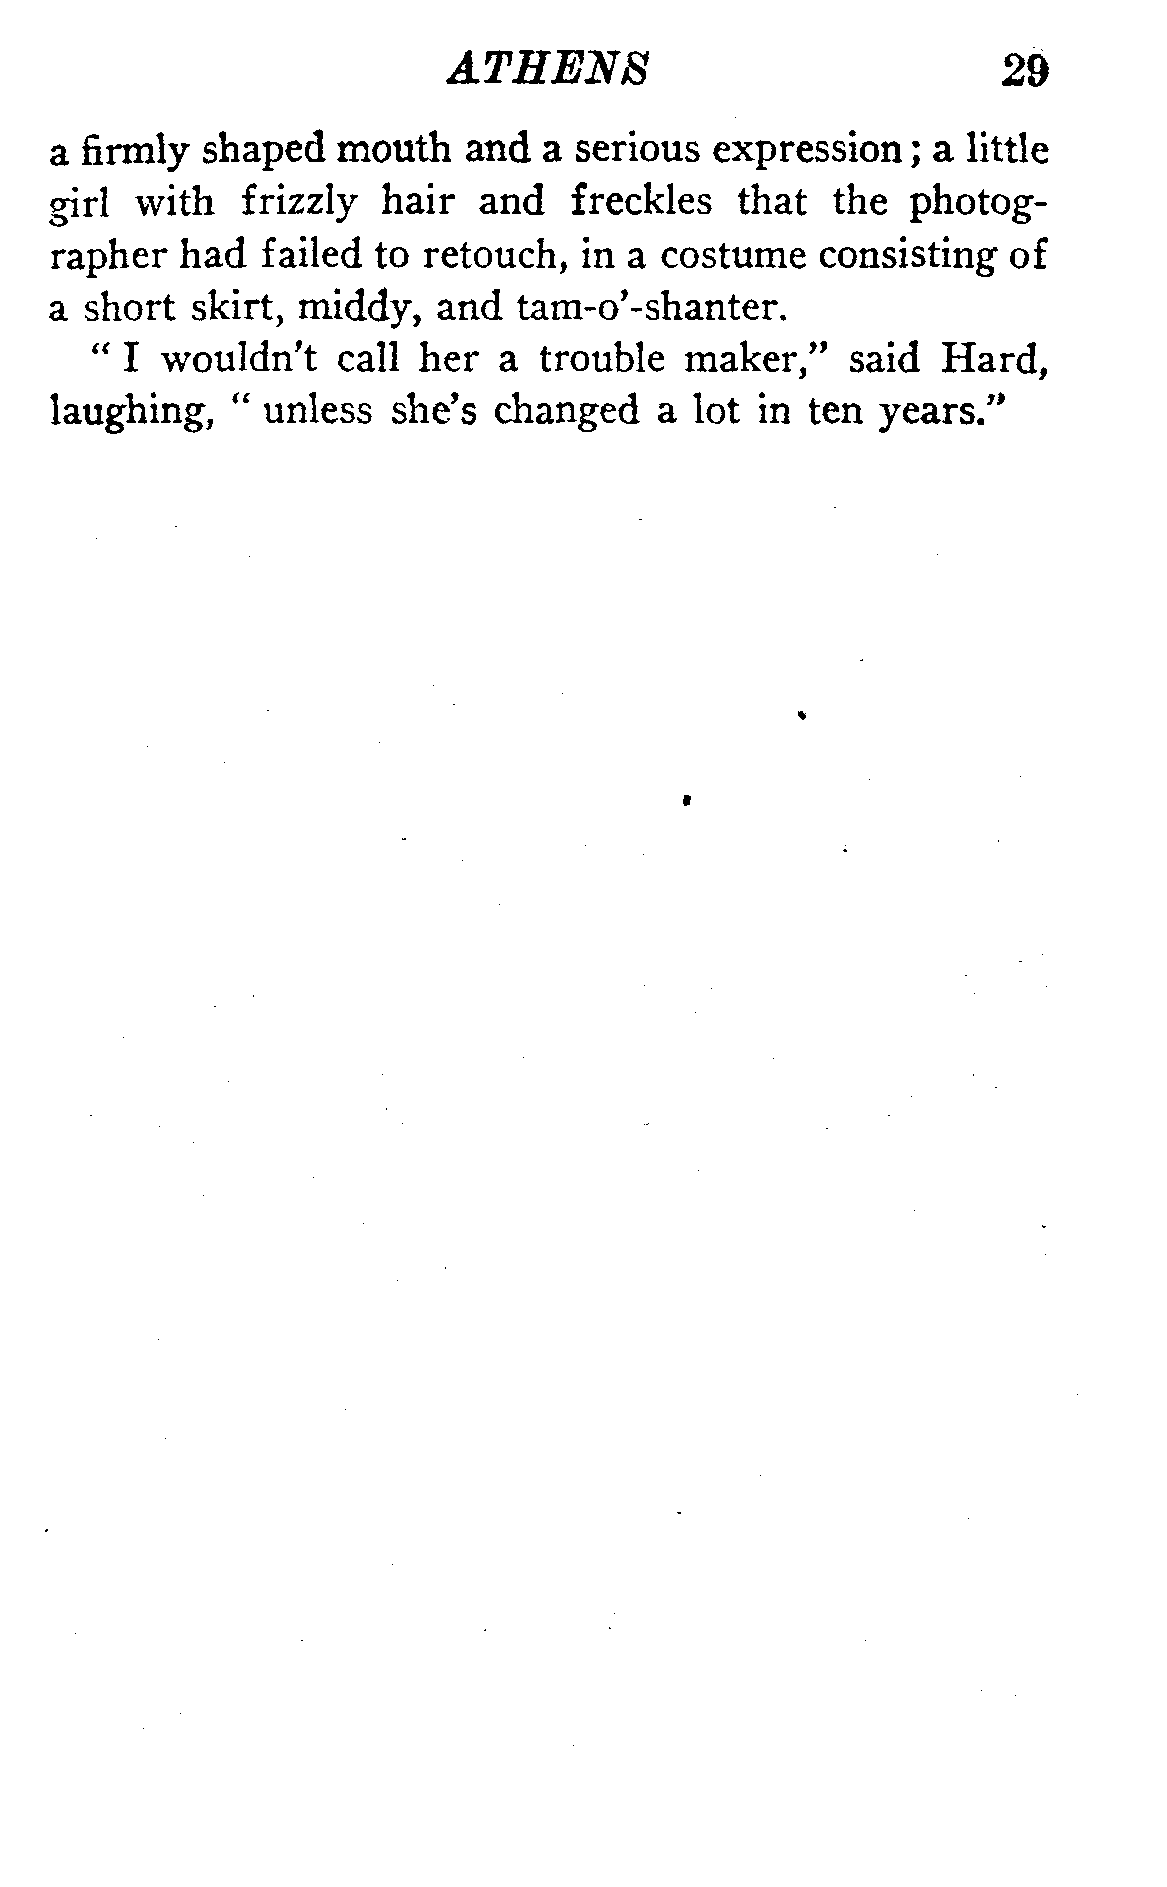 ATHENS 29
a firmly shaped mouth and a serious expression; a little
girl with frizzly hair and freckles that the photog-
rapher had failed to retouch, in a costume consisting of
a short skirt, middy, and tam-o'-shanter.
" I wouldn't call her a trouble maker," said Hard,
laughing, " unless she's changed a lot in ten years."